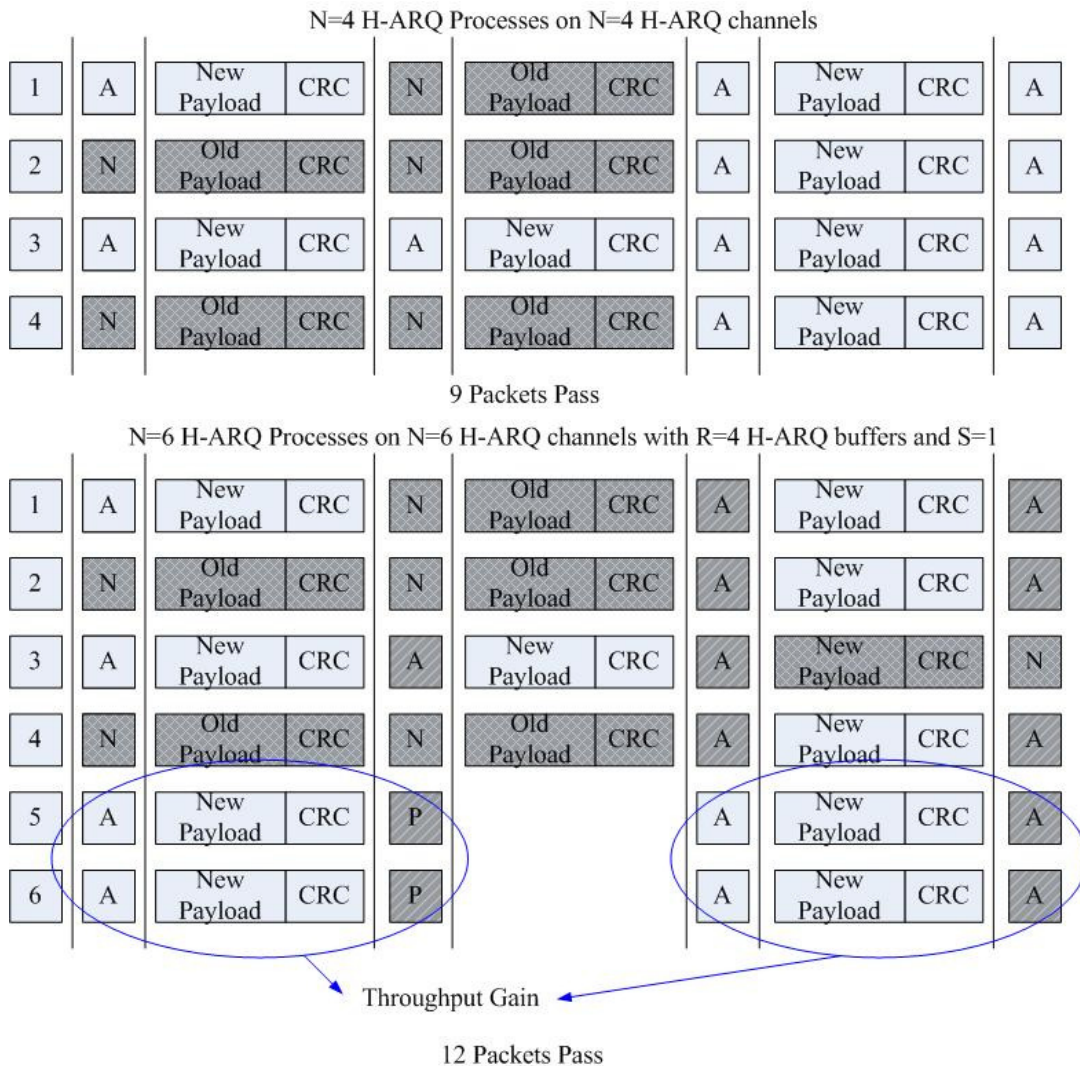 N=4 H-ARQ Processes on N=4 H-ARQ channels
1 A New Payload CRC N Old Payload CRC A New Payload CRC A
2 N Old Payload CRC N Old Payload CRC A New Payload CRC A
3 A New Payload CRC A New Payload CRC A New Payload CRC A
4 N Old Payload CRC N Old Payload CRC A New Payload CRC A
9 Packets Pass
N=6 H-ARQ Processes on N=6 H-ARQ channels with R=4 H-ARQ buffers and S=1
1 A New Payload CRC N Old Payload CRC A New Payload CRC A
2 N Old Payload CRC N Old Payload CRC A New Payload CRC A
3 A New Payload CRC A New Payload CRC A New Payload CRC N
4 N Old Payload CRC N Old Payload CRC A New Payload CRC A
5 A New Payload CRC P A New Payload CRC A
6 A New Payload CRC P A New Payload CRC A
Throughput Gain
12 Packets Pass